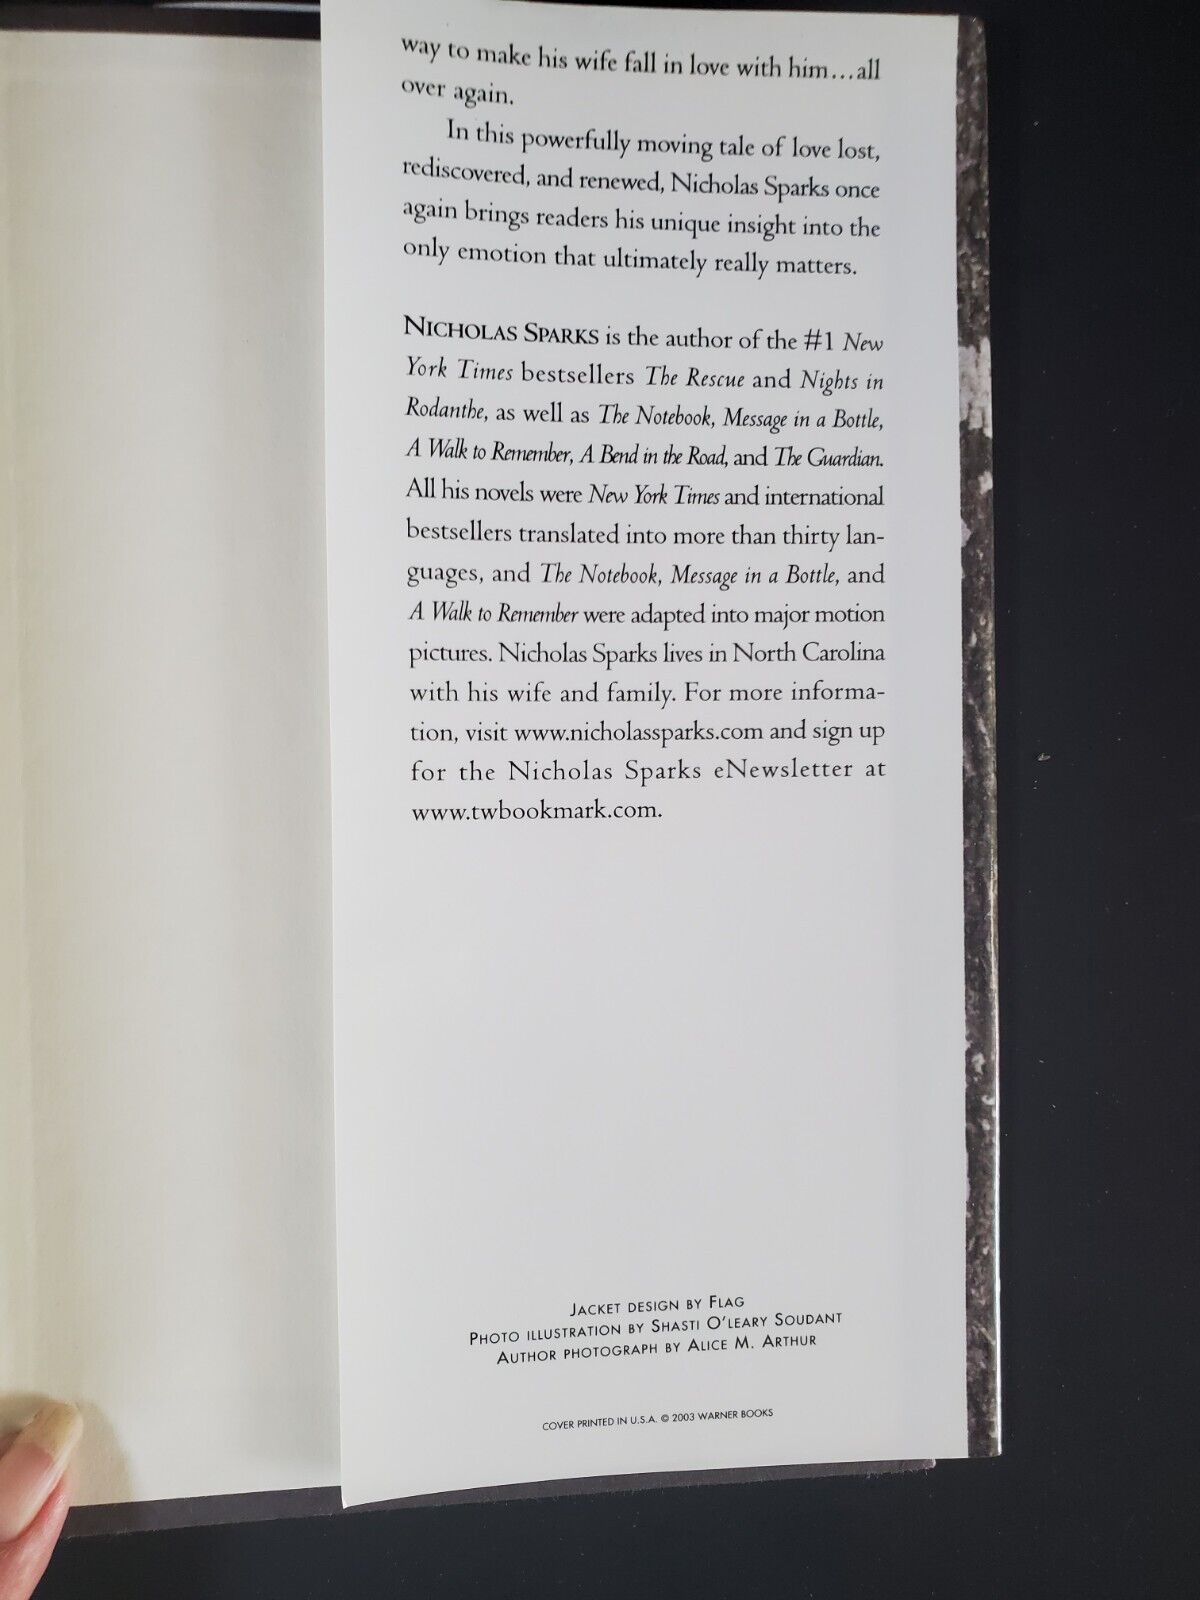 way to make his wife fall in love with him...all
over again.
In this powerfully moving tale of love lost,
rediscovered, and renewed, Nicholas Sparks once
again brings readers his unique insight into the
only emotion that ultimately really matters.
NICHOLAS SPARKS is the author of the #1 New
York Times bestsellers The Rescue and Nights in
Rodanthe, as well as The Notebook, Message in a Bottle,
A Walk to Remember, A Bend in the Road, and The Guardian.
All his novels were New York Times and international
bestsellers translated into more than thirty lan-
guages, and The Notebook, Message in a Bottle, and
A Walk to Remember were adapted into major motion
pictures. Nicholas Sparks lives in North Carolina
with his wife and family. For more informa-
tion, visit www.nicholassparks.com and sign up
for the Nicholas Sparks eNewsletter at
www.twbookmark.com.
JACKET DESIGN BY FLAG
PHOTO ILLUSTRATION BY SHASTI O'LEARY SOUDANT
AUTHOR PHOTOGRAPH BY ALICE M. ARTHUR
COVER PRINTED IN U.S.A. © 2003 WARNER BOOKS